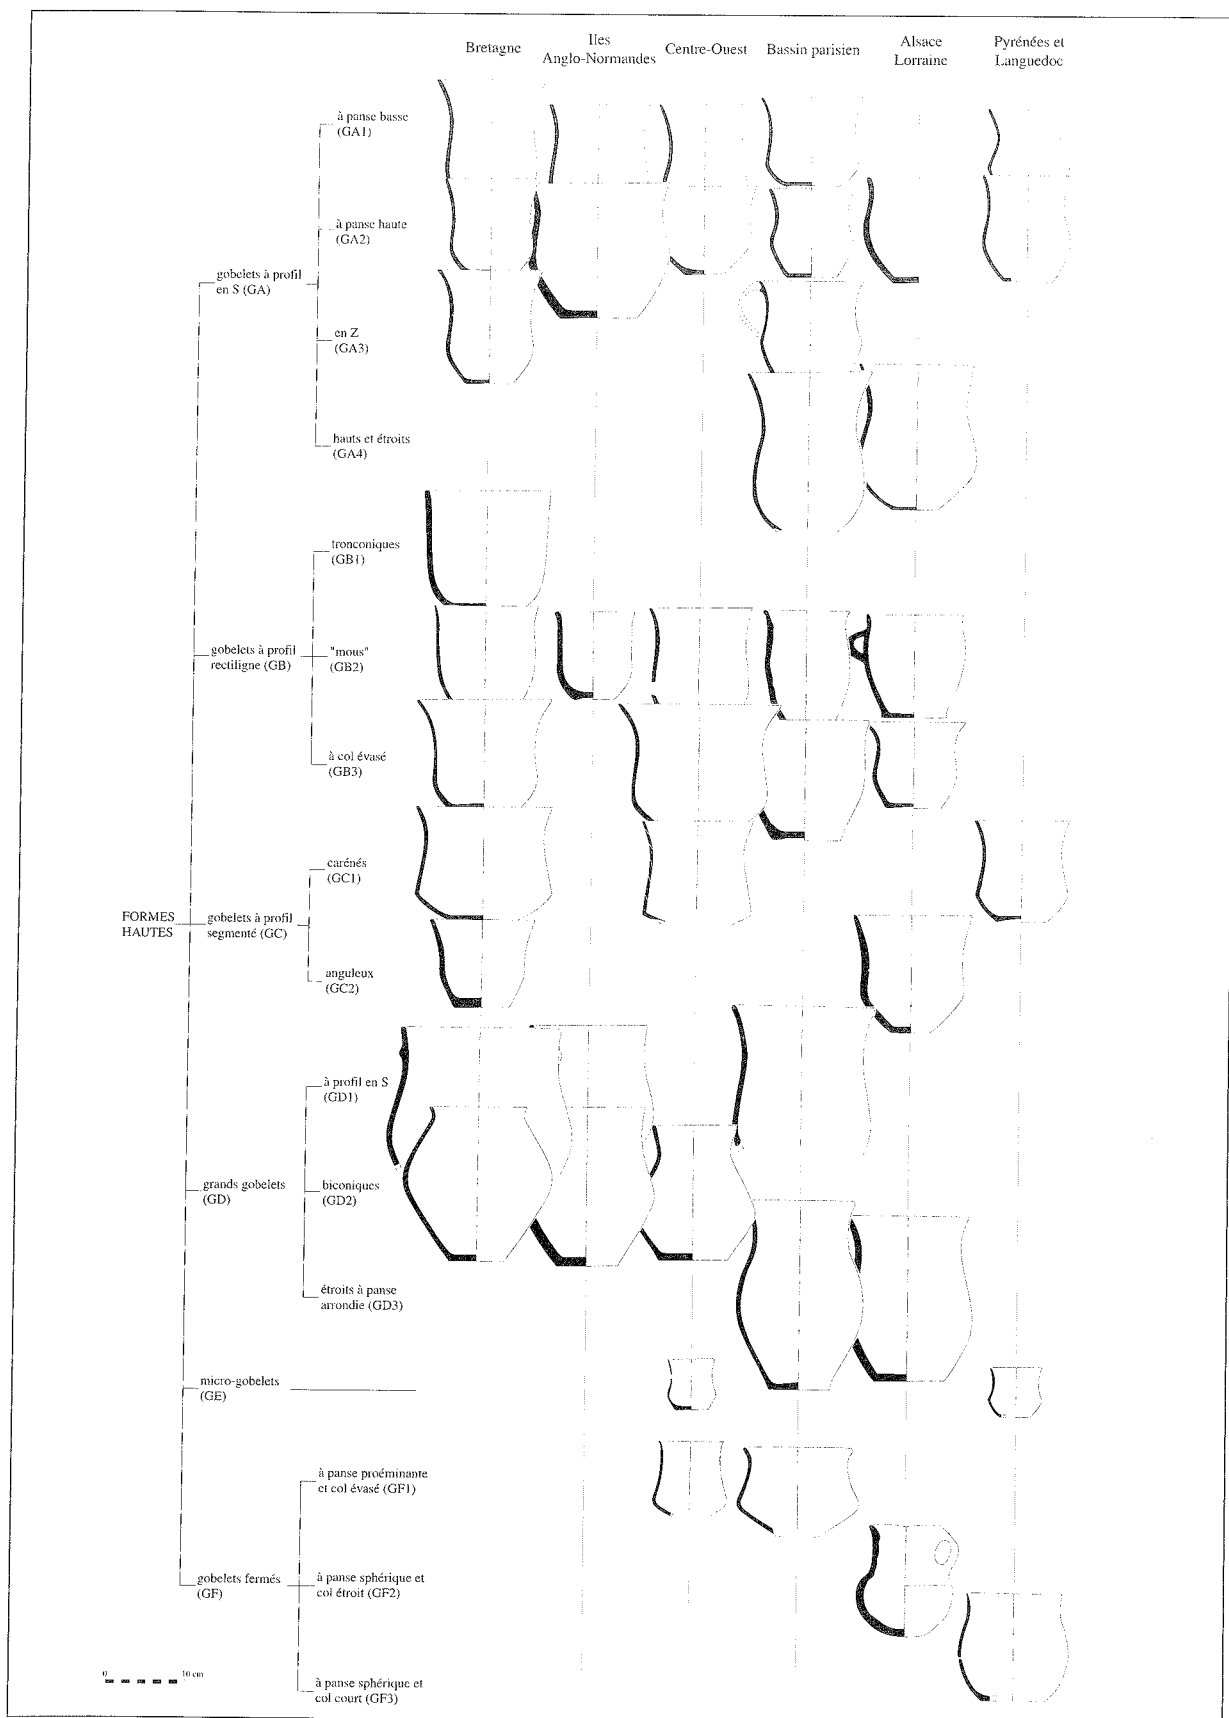 Bretagne
Iles
Anglo-Normandes
Centre-Ouest
Bassin parisien
Alsace
Lorraine
Pyrénées et
Languedoc
à panse basse
(GA1)
à panse haute
(GA2)
gobelets à profil
en S (GA)
en Z
(GA3)
hauts et étroits
(GA4)
tronconiques
(GB1)
gobelets à profil
rectiligne (GB)
"mous"
(GB2)
à col évasé
(GB3)
carénés
(GC1)
FORMES
HAUTES
gobelets à profil
segmenté (GC)
anguleux
(GC2)
à profil en S
(GD1)
grands gobelets
(GD)
biconiques
(GD2)
étroits à panse
arrondie (GD3)
micro-gobelets
(GE)
à panse proéminante
et col évasé (GF1)
gobelets fermés
(GF)
à panse sphérique et
col étroit (GF2)
0 10 cm
à panse sphérique et
col court (GF3)